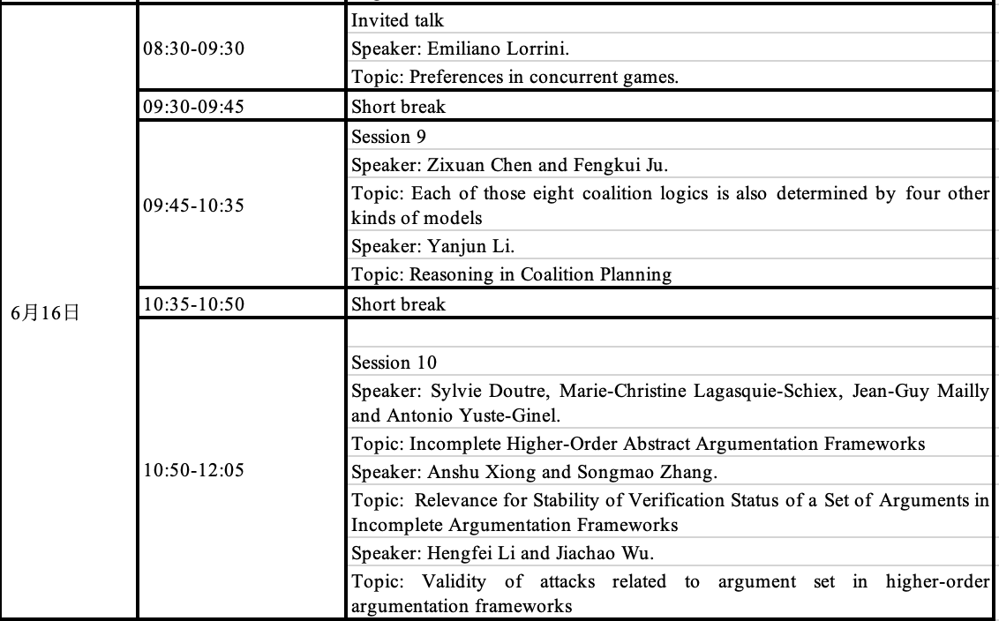 Invited talk
08:30-09:30
Speaker: Emiliano Lorrini.
Topic: Preferences in concurrent games.
09:30-09:45
Short break
Session 9
Speaker: Zixuan Chen and Fengkui Ju.
09:45-10:35
Topic: Each of those eight coalition logics is also determined by four other
kinds of models
Speaker: Yanjun Li.
Topic: Reasoning in Coalition Planning
6月16日
10:35-10:50
Short break
Session 10
Speaker: Sylvie Doutre, Marie-Christine Lagasquie-Schiex, Jean-Guy Mailly
and Antonio Yuste-Ginel.
Topic: Incomplete Higher-Order Abstract Argumentation Frameworks
10:50-12:05
Speaker: Anshu Xiong and Songmao Zhang.
Topic: Relevance for Stability of Verification Status of a Set of Arguments in
Incomplete Argumentation Frameworks
Speaker: Hengfei Li and Jiachao Wu.
Topic: Validity of attacks related to argument set in higher-order
argumentation frameworks